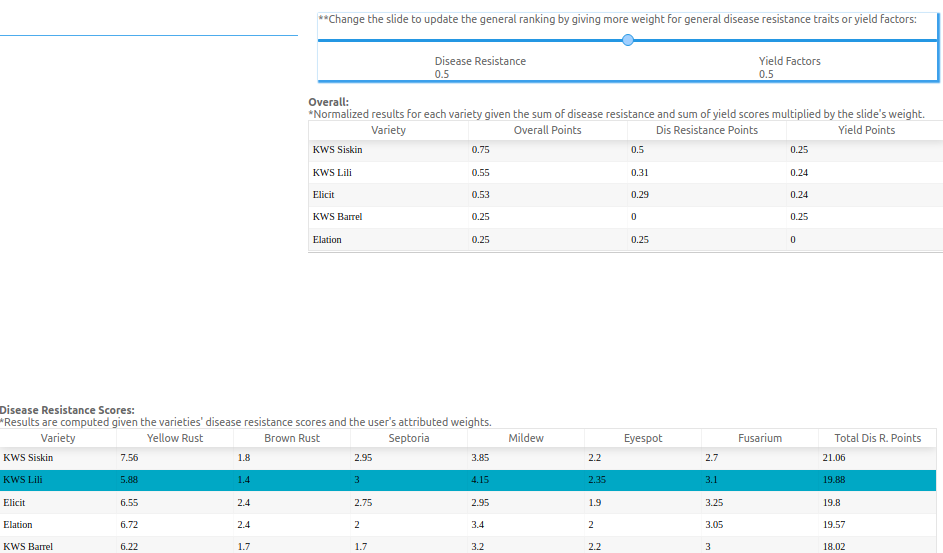 **Change the slide to update the general ranking by giving more weight for general disease resistance traits or yield factors:
Disease Resistance Yield Factors
0.5 0.5
Overall:
*Normalized results for each variety given the sum of disease resistance and sum of yield scores multiplied by the slide's weight.
Variety Overall Points Dis Resistance Points Yield Points
KWS Siskin 0.75 0.5 0.25
KWS Lili 0.55 0.31 0.24
Elicit 0.53 0.29 0.24
KWS Barrel 0.25 0 0.25
Elation 0.25 0.25 0
Disease Resistance Scores:
*Results are computed given the varieties' disease resistance scores and the user's attributed weights.
Variety Yellow Rust Brown Rust Septoria Mildew Eyespot Fusarium Total Dis R. Points
KWS Siskin 7.56 1.8 2.95 3.85 2.2 2.7 21.06
KWS Lili 5.88 1.4 3 4.15 2.35 3.1 19.88
Elicit 6.55 2.4 2.75 2.95 1.9 3.25 19.8
Elation 6.72 2.4 2 3.4 2 3.05 19.57
KWS Barrel 6.22 1.7 1.7 3.2 2.2 3 18.02